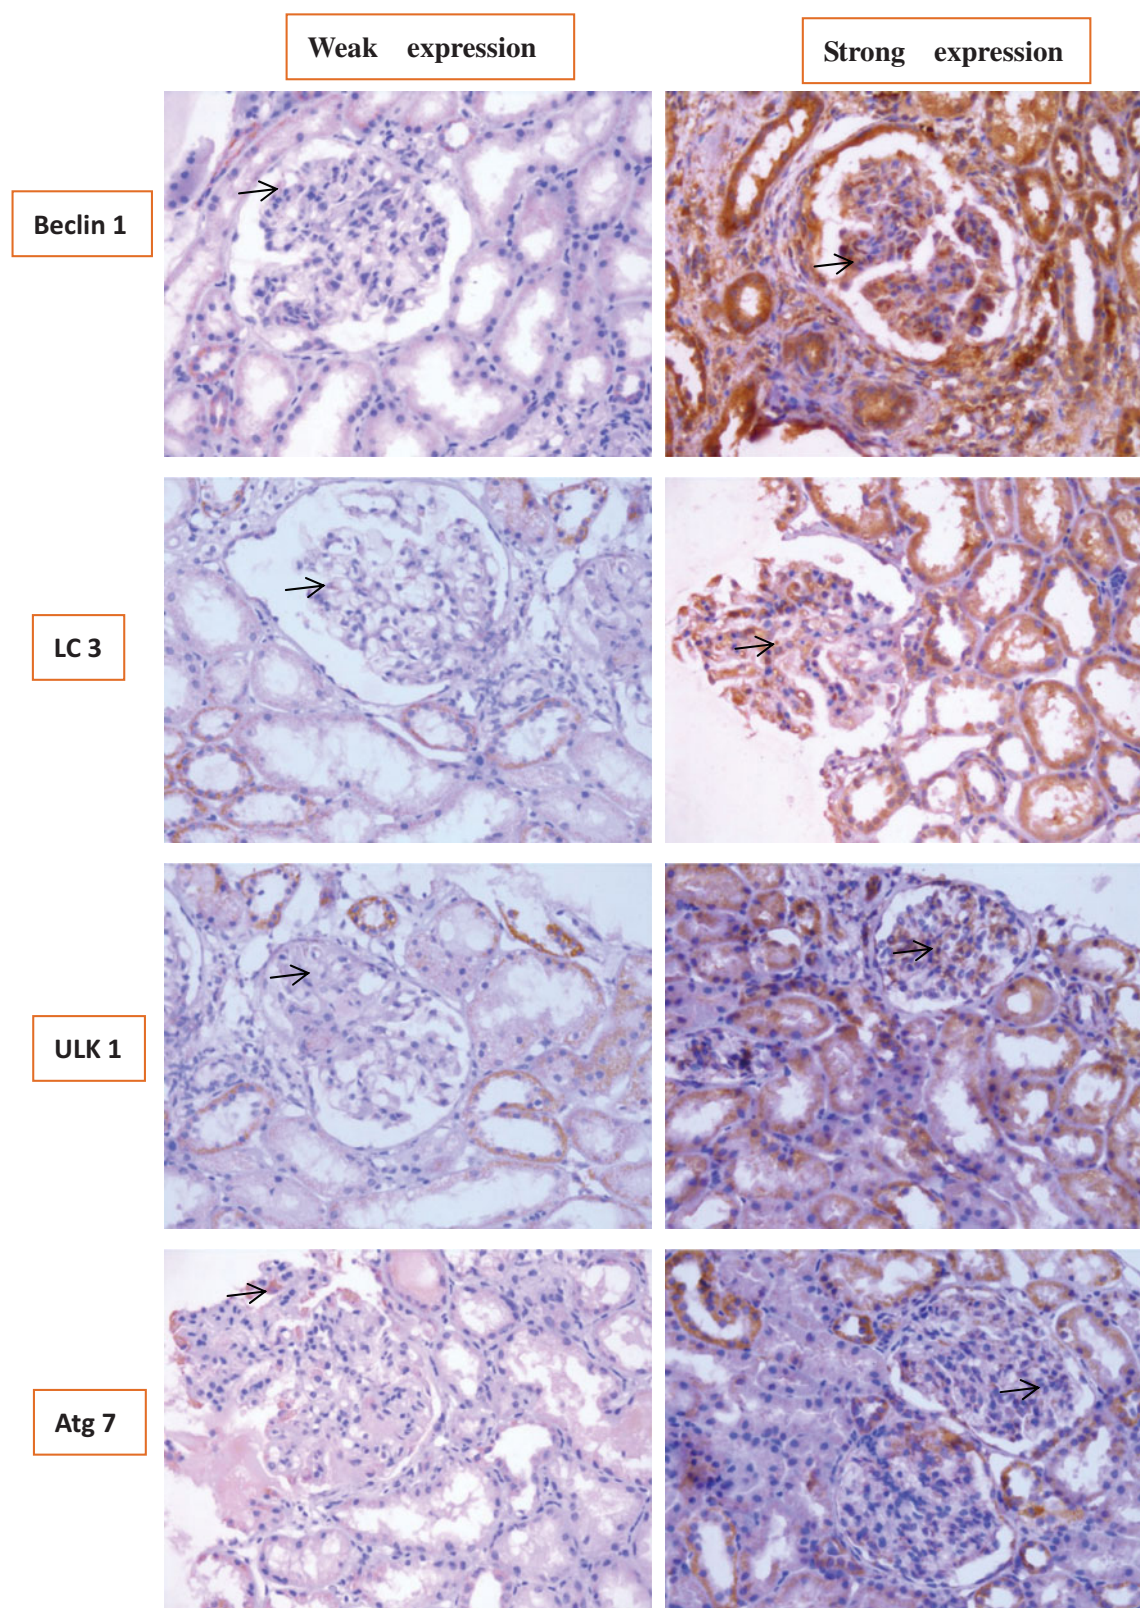 Weak expression
Strong expression
Beclin 1
LC 3
ULK 1
Atg 7